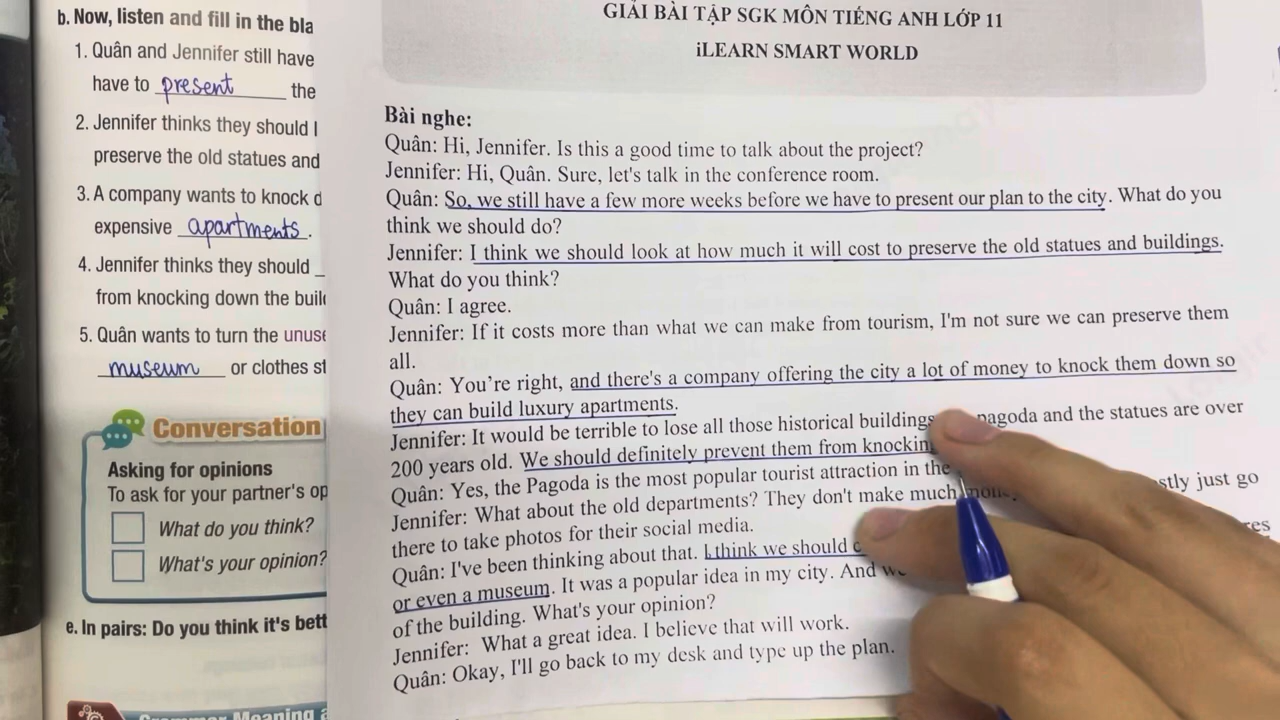 b. Now, listen and fill in the bla
1. Quân and Jennifer still have
have to present the
2. Jennifer thinks they should
preserve the old statues and
3. A company wants to knock d
expensive apartments.
4. Jennifer thinks they should
from knocking down the buil
5. Quân wants to turn the unuse
museum or clothes st
Conversation
Asking for opinions
To ask for your partner's op
What do you think?
What's your opinion?
e. In pairs: Do you think it's bett
Grammar Meaning
GIẢI BÀI TẬP SGK MÔN TIẾNG ANH LỚP 11
iLEARN SMART WORLD
Bài nghe:
Quân: Hi, Jennifer. Is this a good time to talk about the project?
Jennifer: Hi, Quân. Sure, let's talk in the conference room.
Quân: So, we still have a few more weeks before we have to present our plan to the city. What do you
think we should do?
Jennifer: I think we should look at how much it will cost to preserve the old statues and buildings.
What do you think?
Quân: I agree.
Jennifer: If it costs more than what we can make from tourism, I'm not sure we can preserve them
all.
Quân: You’re right, and there's a company offering the city a lot of money to knock them down so
they can build luxury apartments.
Jennifer: It would be terrible to lose all those historical buildings pagoda and the statues are over
200 years old. We should definitely prevent them from knockin
Quân: Yes, the Pagoda is the most popular tourist attraction in the
Jennifer: What about the old departments? They don't make much stly just go
there to take photos for their social media.
Quân: I've been thinking about that. I think we should
or even a museum. It was a popular idea in my city. And
of the building. What's your opinion?
Jennifer: What a great idea. I believe that will work.
Quân: Okay, I'll go back to my desk and type up the plan.